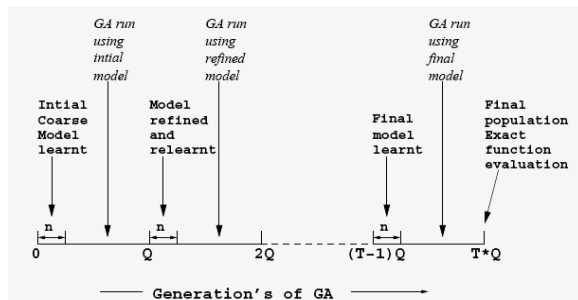 GA run
using
intial
model
GA run
using
refined
model
GA run
using
final
model
Intial
Coarse
Model
learnt
Model
refined
and
relearnt
Final
model
learnt
Final
population
Exact
function
evaluation
n
n
n
0
Q
2Q
(T-1)Q
T*Q
Generation's of GA